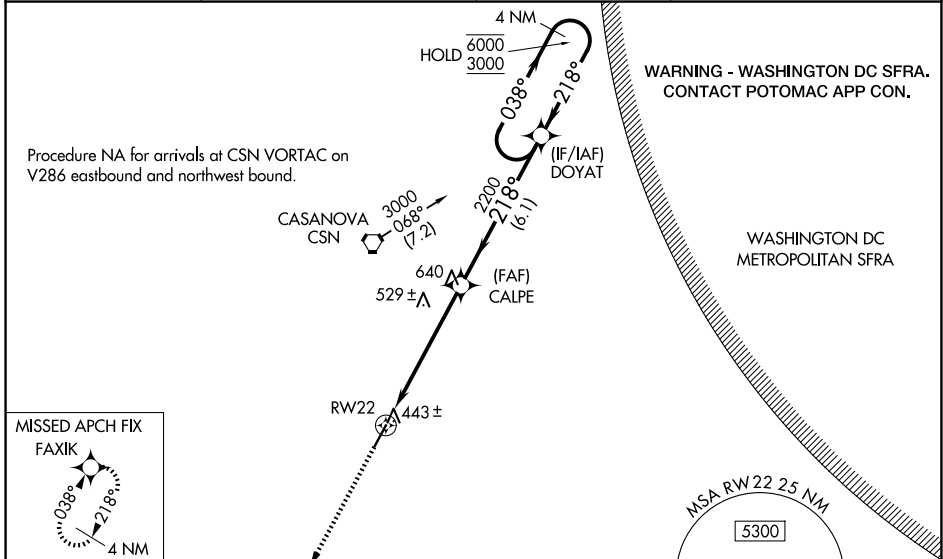 4 NM
HOLD
6000
3000
038°
218°
WARNING - WASHINGTON DC SFRA.
CONTACT POTOMAC APP CON.
Procedure NA for arrivals at CSN VORTAC on
V286 eastbound and northwest bound.
(IF/IAF)
DOYAT
2200
218°
(6.1)
CASANOVA
CSN
3000
068°
(7.2)
WASHINGTON DC
METROPOLITAN SFRA
640
529 ±
(FAF)
CALPE
RW22
443 ±
MISSED APCH FIX
FAXIK
038°
218°
4 NM
MSA RW22 25 NM
5300